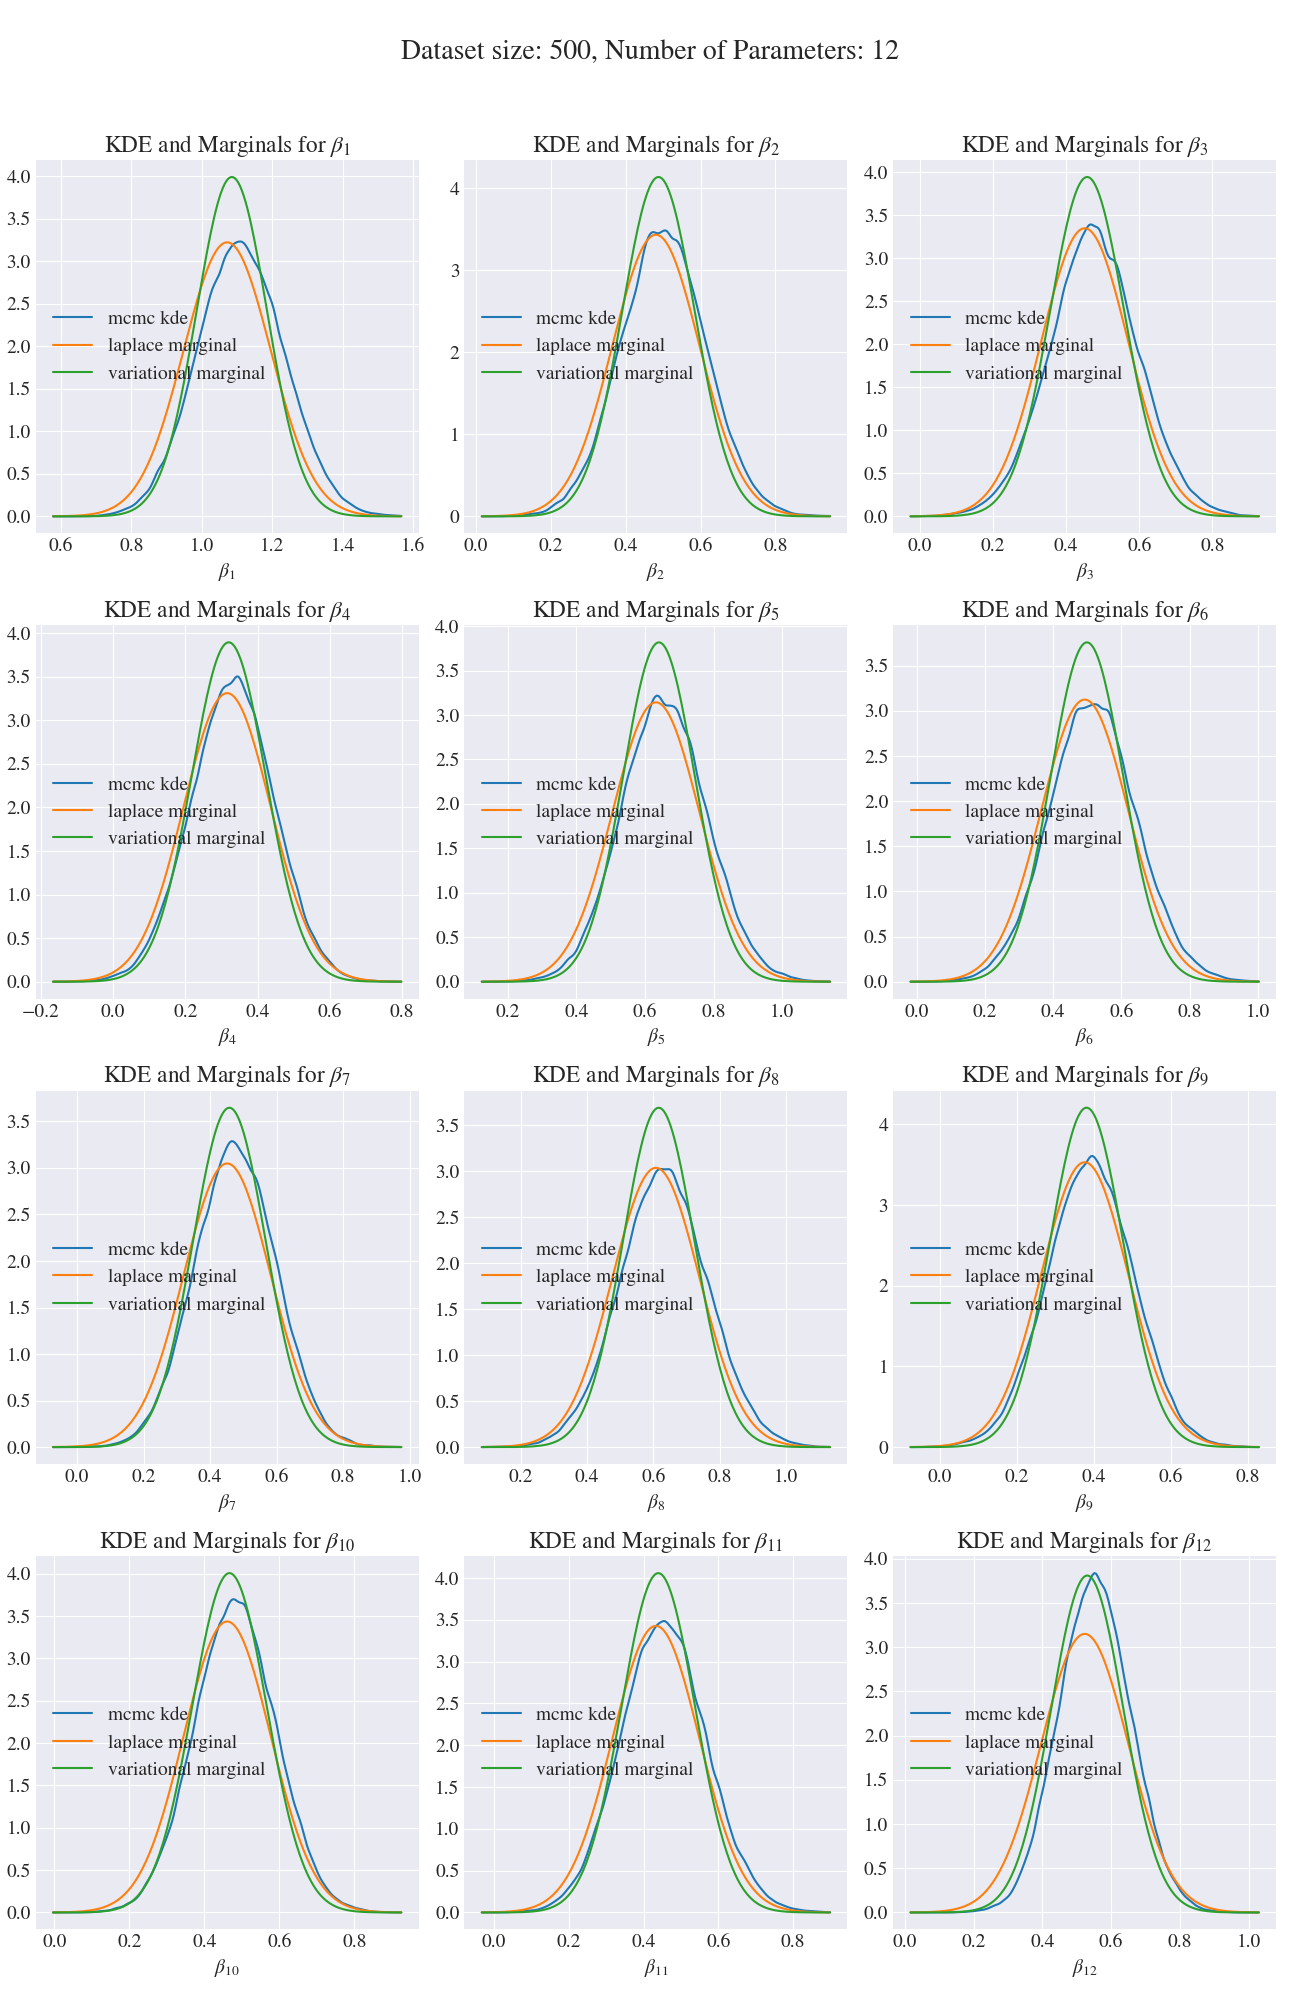 Dataset size: 500, Number of Parameters: 12
KDE and Marginals for β1
4.0
3.5
3.0
2.5
2.0
1.5
1.0
0.5
0.0
mcmc kde
laplace marginal
variational marginal
0.6 0.8 1.0 1.2 1.4 1.6
β1
KDE and Marginals for β2
4
3
2
1
0
mcmc kde
laplace marginal
variational marginal
0.0 0.2 0.4 0.6 0.8
β2
KDE and Marginals for β3
4.0
3.5
3.0
2.5
2.0
1.5
1.0
0.5
0.0
mcmc kde
laplace marginal
variational marginal
0.0 0.2 0.4 0.6 0.8
β3
KDE and Marginals for β4
4.0
3.5
3.0
2.5
2.0
1.5
1.0
0.5
0.0
mcmc kde
laplace marginal
variational marginal
−0.2 0.0 0.2 0.4 0.6 0.8
β4
KDE and Marginals for β5
4.0
3.5
3.0
2.5
2.0
1.5
1.0
0.5
0.0
mcmc kde
laplace marginal
variational marginal
0.2 0.4 0.6 0.8 1.0
β5
KDE and Marginals for β6
3.5
3.0
2.5
2.0
1.5
1.0
0.5
0.0
mcmc kde
laplace marginal
variational marginal
0.0 0.2 0.4 0.6 0.8 1.0
β6
KDE and Marginals for β7
3.5
3.0
2.5
2.0
1.5
1.0
0.5
0.0
mcmc kde
laplace marginal
variational marginal
0.0 0.2 0.4 0.6 0.8 1.0
β7
KDE and Marginals for β8
3.5
3.0
2.5
2.0
1.5
1.0
0.5
0.0
mcmc kde
laplace marginal
variational marginal
0.2 0.4 0.6 0.8 1.0
β8
KDE and Marginals for β9
4
3
2
1
0
mcmc kde
laplace marginal
variational marginal
0.0 0.2 0.4 0.6 0.8
β9
KDE and Marginals for β10
4.0
3.5
3.0
2.5
2.0
1.5
1.0
0.5
0.0
mcmc kde
laplace marginal
variational marginal
0.0 0.2 0.4 0.6 0.8
β10
KDE and Marginals for β11
4.0
3.5
3.0
2.5
2.0
1.5
1.0
0.5
0.0
mcmc kde
laplace marginal
variational marginal
0.0 0.2 0.4 0.6 0.8
β11
KDE and Marginals for β12
4.0
3.5
3.0
2.5
2.0
1.5
1.0
0.5
0.0
mcmc kde
laplace marginal
variational marginal
0.0 0.2 0.4 0.6 0.8 1.0
β12